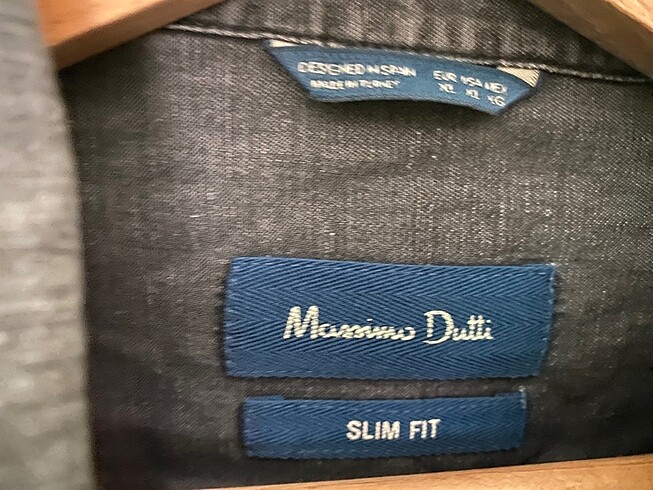 DESIGNED IN SPAIN
MADE IN TURKEY
EUR USA MEX
XL XL XG
Massimo Dutti
SLIM FIT